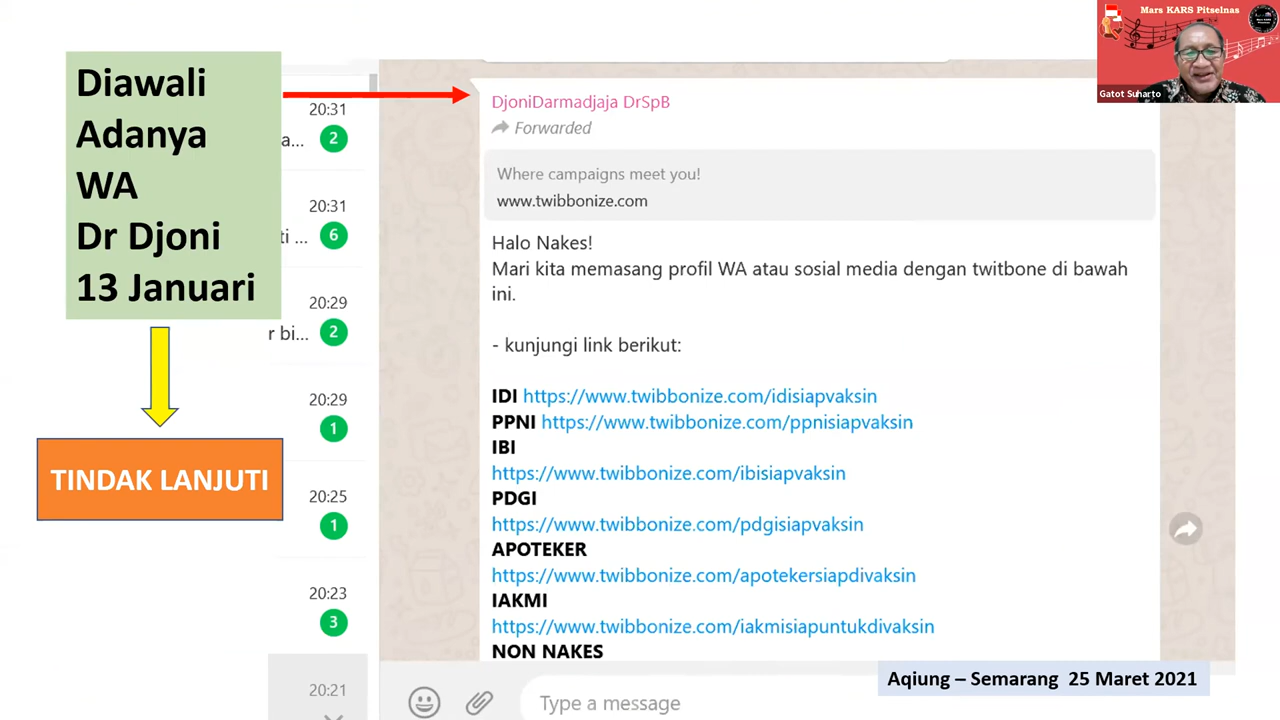 Mars KARS Pitselnas
Gatot Suharto
Diawali
Adanya
WA
Dr Djoni
13 Januari
TINDAK LANJUTI
20:31
a...
2
20:31
ti ...
6
20:29
r bi...
2
20:29
1
20:25
1
20:23
3
20:21
DjoniDarmadjaja DrSpB
Forwarded
Where campaigns meet you!
www.twibbonize.com
Halo Nakes!
Mari kita memasang profil WA atau sosial media dengan twitbone di bawah
ini.
- kunjungi link berikut:
IDI https://www.twibbonize.com/idisiapvaksin
PPNI https://www.twibbonize.com/ppnisiapvaksin
IBI
https://www.twibbonize.com/ibisiapvaksin
PDGI
https://www.twibbonize.com/pdgisiapvaksin
APOTEKER
https://www.twibbonize.com/apotekersiapdivaksin
IAKMI
https://www.twibbonize.com/iakmisiapuntukdivaksin
NON NAKES
Type a message
Aqiung – Semarang 25 Maret 2021